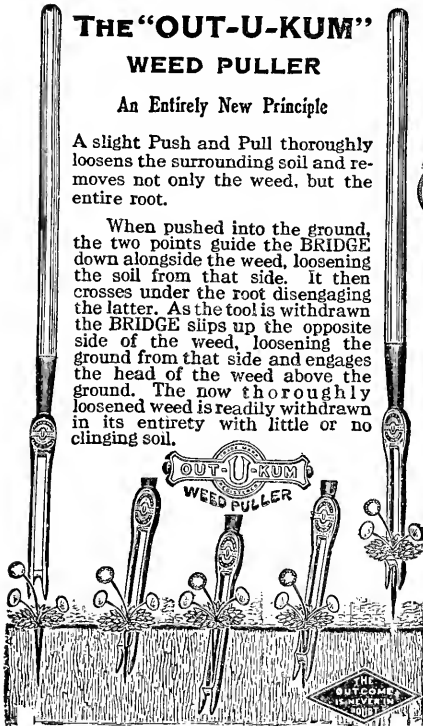 THE "OUT-U-KUM"
WEED PULLER
An Entirely New Principle
A slight Push and Pull thoroughly
loosens the surrounding soil and re-
moves not only the weed, but the
entire root.
When pushed into the ground,
the two points guide the BRIDGE
down alongside the weed, loosening
the soil from that side. It then
crosses under the root disengaging
the latter. As the tool is withdrawn
the BRIDGE slips up the opposite
side of the weed, loosening the
ground from that side and engages
the head of the weed above the
ground. The now thoroughly
loosened weed is readily withdrawn
in its entirety with little or no
clinging soil.
OUT-U-KUM
WEED PULLER
THE
OUTCOME
IS NEVER IN
DOUBT